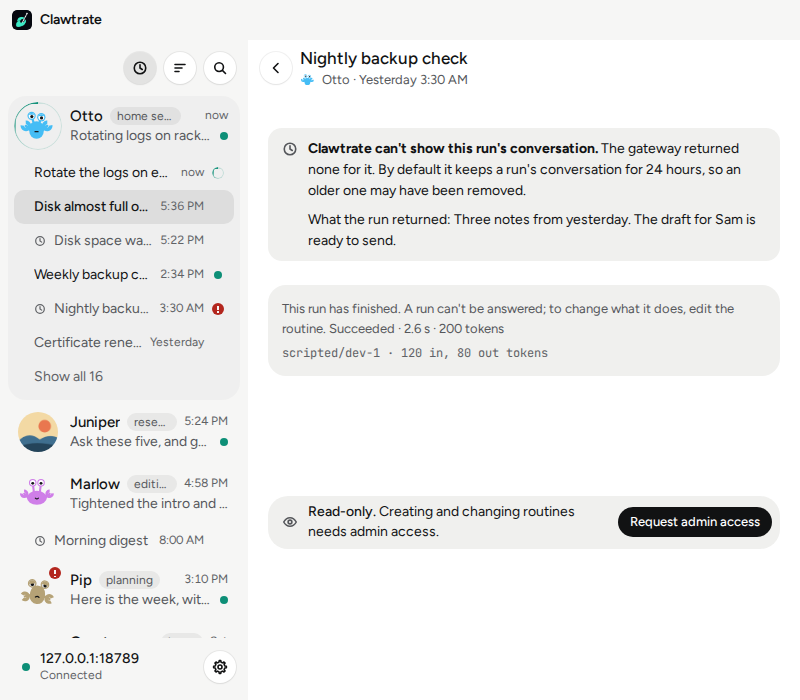 Clawtrate
Otto home se... now
Rotating logs on rack...
Rotate the logs on e... now
Disk almost full o... 5:36 PM
Disk space wa... 5:22 PM
Weekly backup c... 2:34 PM
Nightly backu... 3:30 AM
Certificate rene... Yesterday
Show all 16
Juniper rese... 5:24 PM
Ask these five, and g...
Marlow editi... 4:58 PM
Tightened the intro and ...
Morning digest 8:00 AM
Pip planning 3:10 PM
Here is the week, wit...
127.0.0.1:18789
Connected
Nightly backup check
Otto · Yesterday 3:30 AM
Clawtrate can't show this run's conversation. The gateway returned
none for it. By default it keeps a run's conversation for 24 hours, so an
older one may have been removed.
What the run returned: Three notes from yesterday. The draft for Sam is
ready to send.
This run has finished. A run can't be answered; to change what it does, edit the
routine. Succeeded · 2.6 s · 200 tokens
scripted/dev-1 · 120 in, 80 out tokens
Read-only. Creating and changing routines
needs admin access.
Request admin access